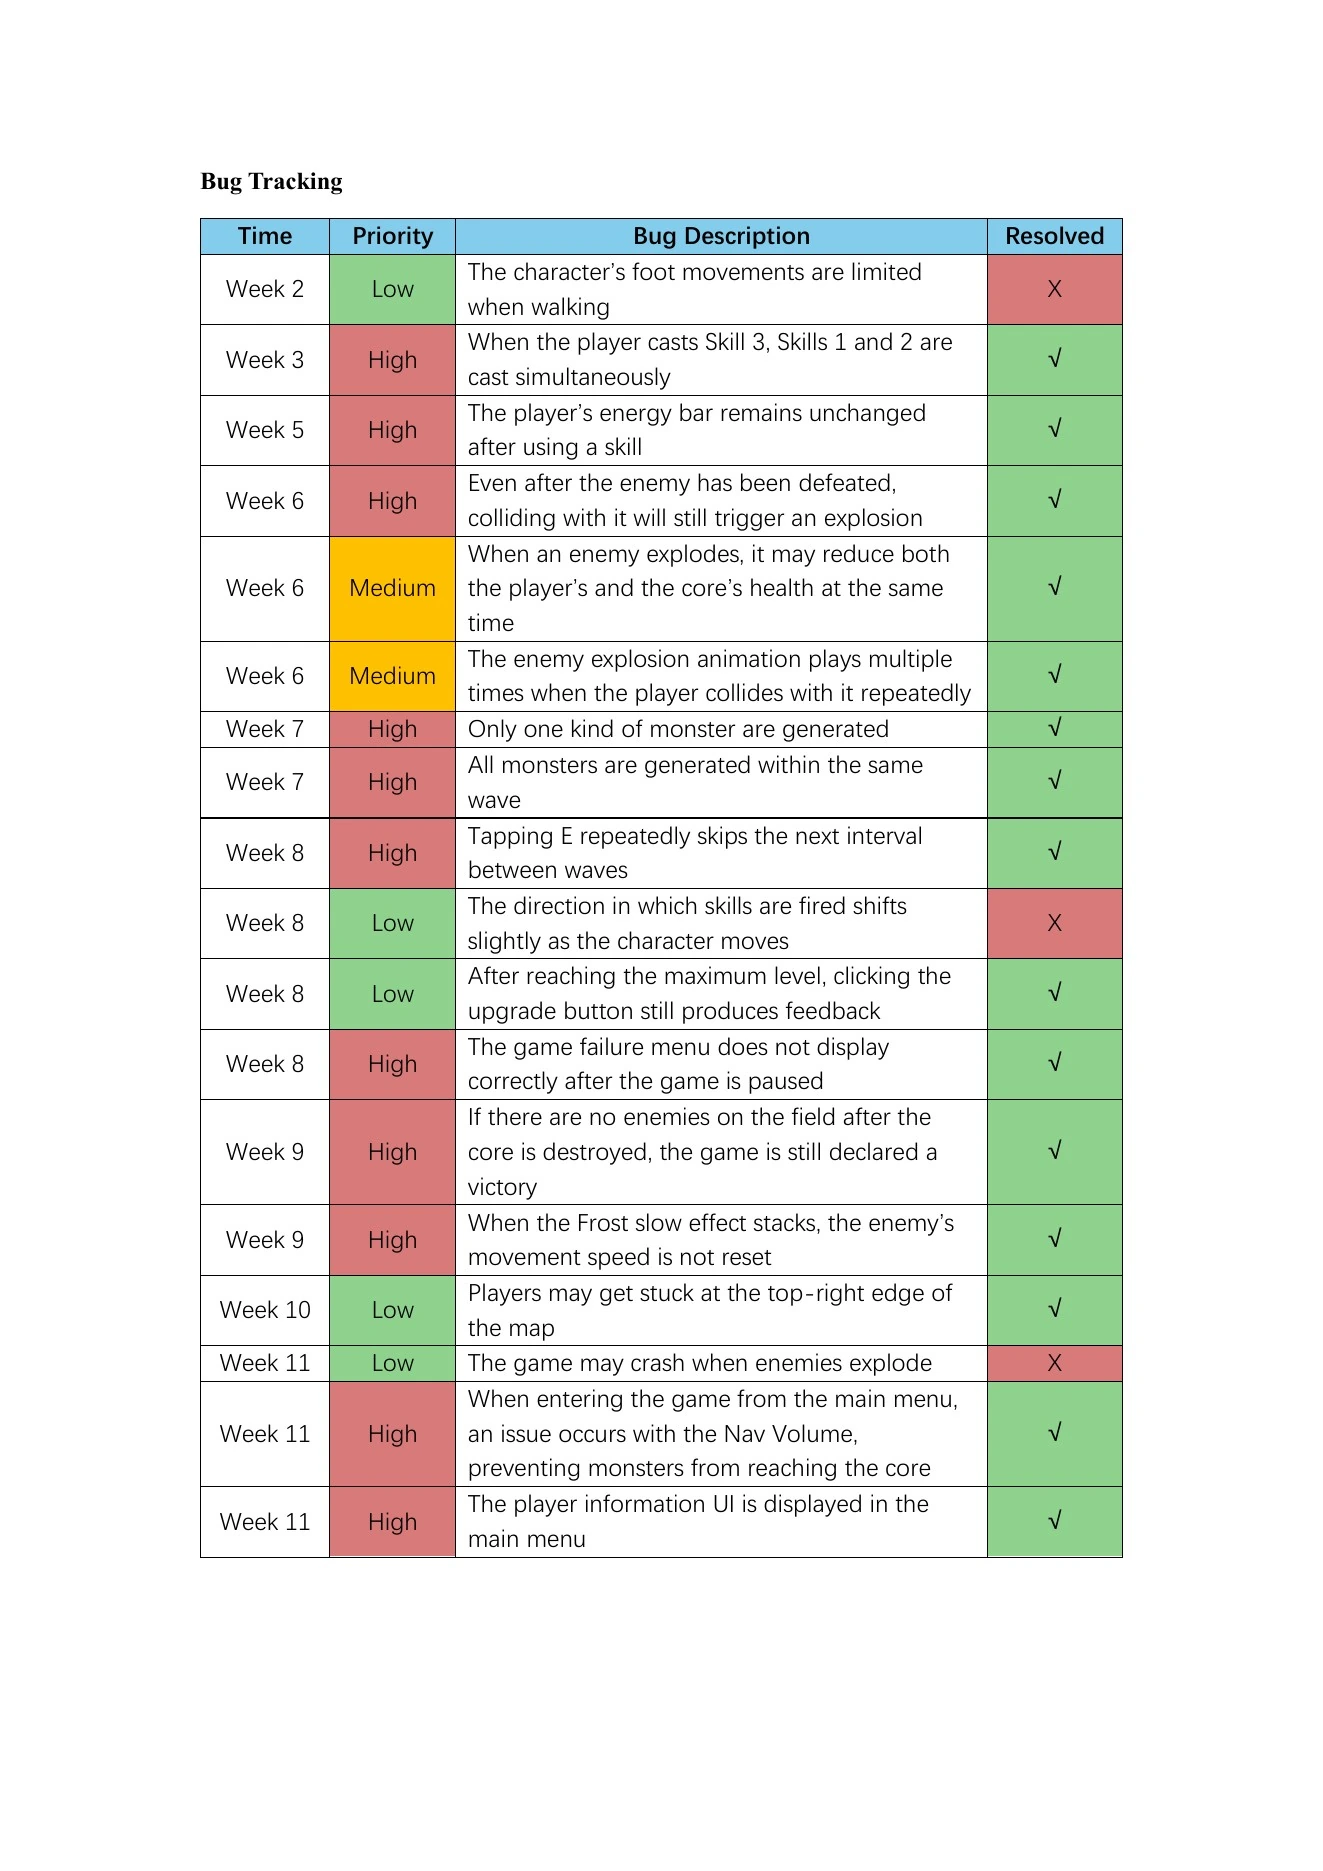 Bug Tracking
Time Priority Bug Description Resolved
Week 2 Low The character’s foot movements are limited X
when walking
Week 3 High When the player casts Skill 3, Skills 1 and 2 are √
cast simultaneously
Week 5 High The player’s energy bar remains unchanged √
after using a skill
Week 6 High Even after the enemy has been defeated, √
colliding with it will still trigger an explosion
When an enemy explodes, it may reduce both
Week 6 Medium the player’s and the core’s health at the same √
time
Week 6 Medium The enemy explosion animation plays multiple √
times when the player collides with it repeatedly
Week 7 High Only one kind of monster are generated √
Week 7 High All monsters are generated within the same √
wave
Week 8 High Tapping E repeatedly skips the next interval √
between waves
Week 8 Low The direction in which skills are fired shifts X
slightly as the character moves
Week 8 Low After reaching the maximum level, clicking the √
upgrade button still produces feedback
Week 8 High The game failure menu does not display √
correctly after the game is paused
If there are no enemies on the field after the
Week 9 High core is destroyed, the game is still declared a √
victory
Week 9 High When the Frost slow effect stacks, the enemy’s √
movement speed is not reset
Week 10 Low Players may get stuck at the top-right edge of √
the map
Week 11 Low The game may crash when enemies explode X
When entering the game from the main menu,
Week 11 High an issue occurs with the Nav Volume, √
preventing monsters from reaching the core
Week 11 High The player information UI is displayed in the √
main menu